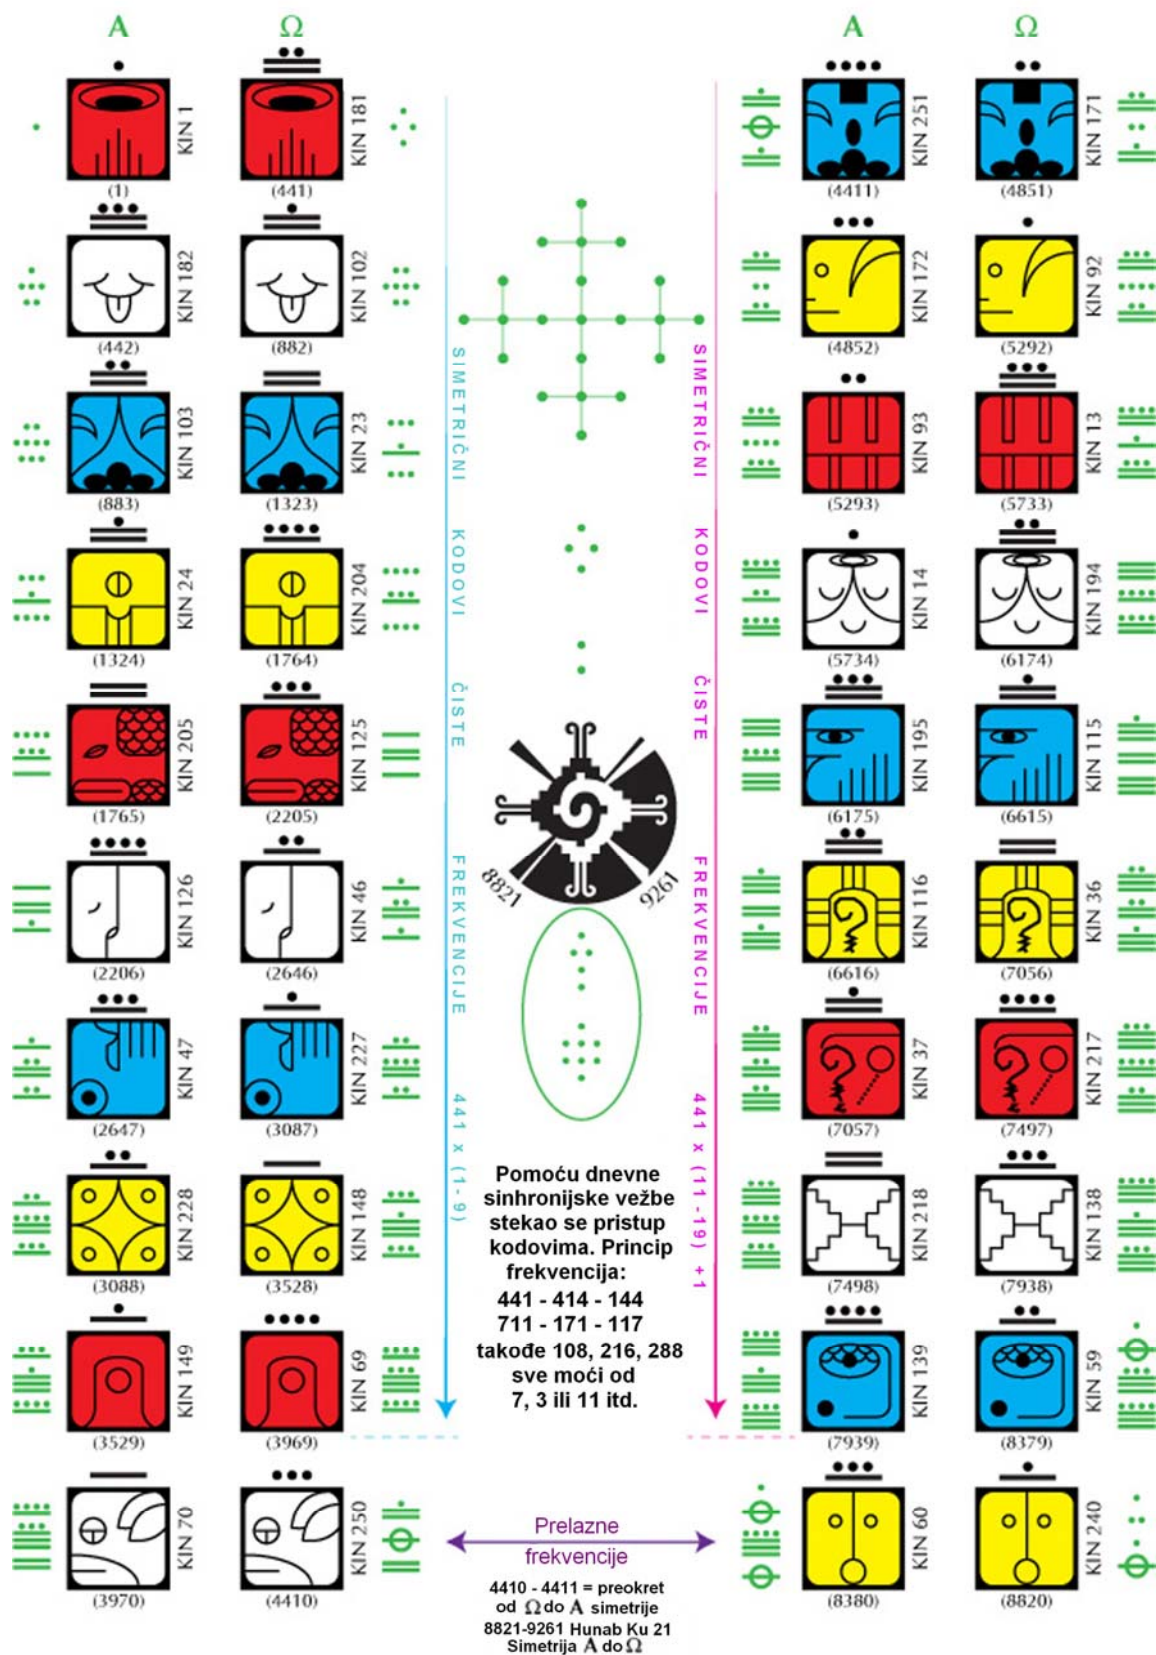 A Ω A Ω
KIN 1 KIN 181 KIN 251 KIN 171
(1) (441) (4411) (4851)
KIN 182 KIN 102 KIN 172 KIN 92
(442) (882) (4852) (5292)
KIN 103 KIN 23 KIN 93 KIN 13
(883) (1323) (5293) (5733)
KIN 24 KIN 204 KIN 14 KIN 194
(1324) (1764) (5734) (6174)
KIN 205 KIN 125 KIN 195 KIN 115
(1765) (2205) (6175) (6615)
KIN 126 KIN 46 KIN 116 KIN 36
(2206) (2646) (6616) (7056)
KIN 47 KIN 227 KIN 37 KIN 217
(2647) (3087) (7057) (7497)
KIN 228 KIN 148 KIN 218 KIN 138
(3088) (3528) (7498) (7938)
KIN 149 KIN 69 KIN 139 KIN 59
(3529) (3969) (7939) (8379)
KIN 70 KIN 250 KIN 60 KIN 240
(3970) (4410) (8380) (8820)
SIMETRIČNI KODOVI ČISTE FREKVENCIJE 441 x (1-9)
SIMETRIČNI KODOVI ČISTE FREKVENCIJE 441 x (11-19) +1
8821 9261
Pomoću dnevne
sinhronijske vežbe
stekao se pristup
kodovima. Princip
frekvencija:
441 - 414 - 144
711 - 171 - 117
takođe 108, 216, 288
sve moći od
7, 3 ili 11 itd.
Prelazne
frekvencije
4410 - 4411 = preokret
od Ω do A simetrije
8821-9261 Hunab Ku 21
Simetrija A do Ω